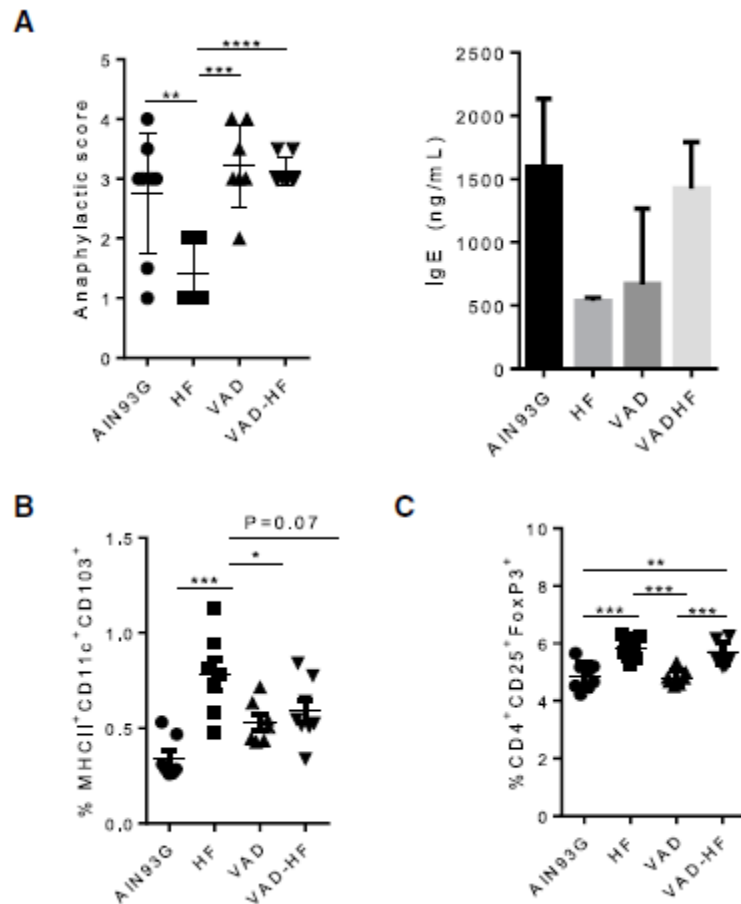 A
Anaphylactic score
5
4
3
2
1
0
**
***
****
AIN93G
HF
VAD
VAD-HF
IgE (ng/mL)
2500
2000
1500
1000
500
0
AIN93G
HF
VAD
VADHF
B
% MHCII⁺CD11c⁺CD103⁺
1.5
1.0
0.5
0.0
P=0.07
*
***
AIN93G
HF
VAD
VAD-HF
C
%CD4⁺CD25⁺FoxP3⁺
10
8
6
4
2
0
**
***
***
***
AIN93G
HF
VAD
VAD-HF